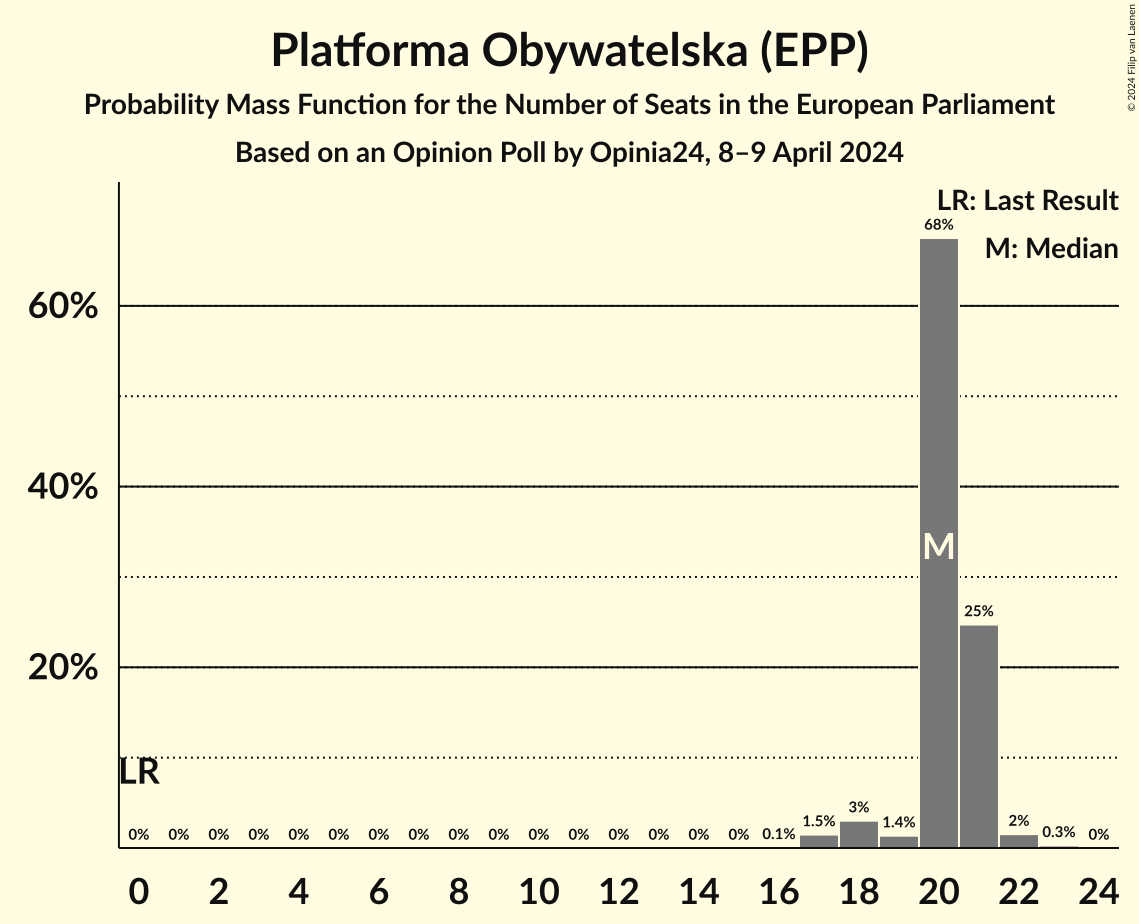 Platforma Obywatelska (EPP)
Probability Mass Function for the Number of Seats in the European Parliament
Based on an Opinion Poll by Opinia24, 8–9 April 2024
© 2024 Filip van Laenen
LR: Last Result
M: Median
60%
40%
20%
68%
M
25%
LR
0% 0% 0% 0% 0% 0% 0% 0% 0% 0% 0% 0% 0% 0% 0% 0% 0.1% 1.5% 3% 1.4% 2% 0.3% 0%
0 2 4 6 8 10 12 14 16 18 20 22 24